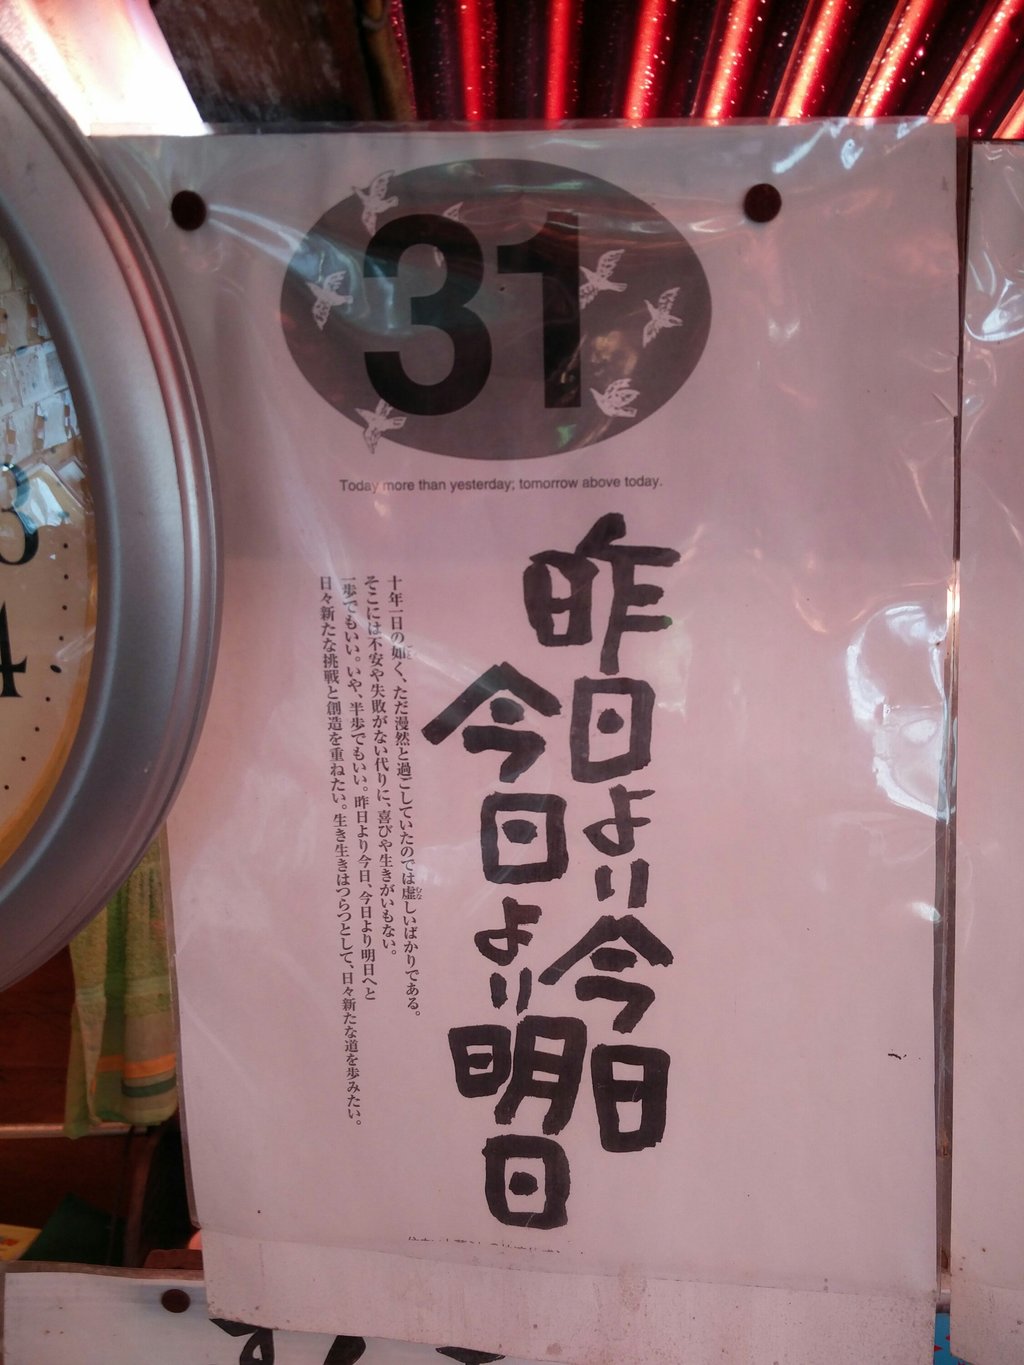 31
Today more than yesterday; tomorrow above today.
昨日より今日
今日より明日
十年一日の如く、ただ漫然と過ごしていたのでは虚しいばかりである。
そこには不安や失敗がない代りに、喜びや生きがいもない。
一歩でもいい。いや、半歩でもいい。昨日より今日、今日より明日へと
日々新たな挑戦と創造を重ねたい。生き生きはつらつとして、日々新たな道を歩みたい。
3
4